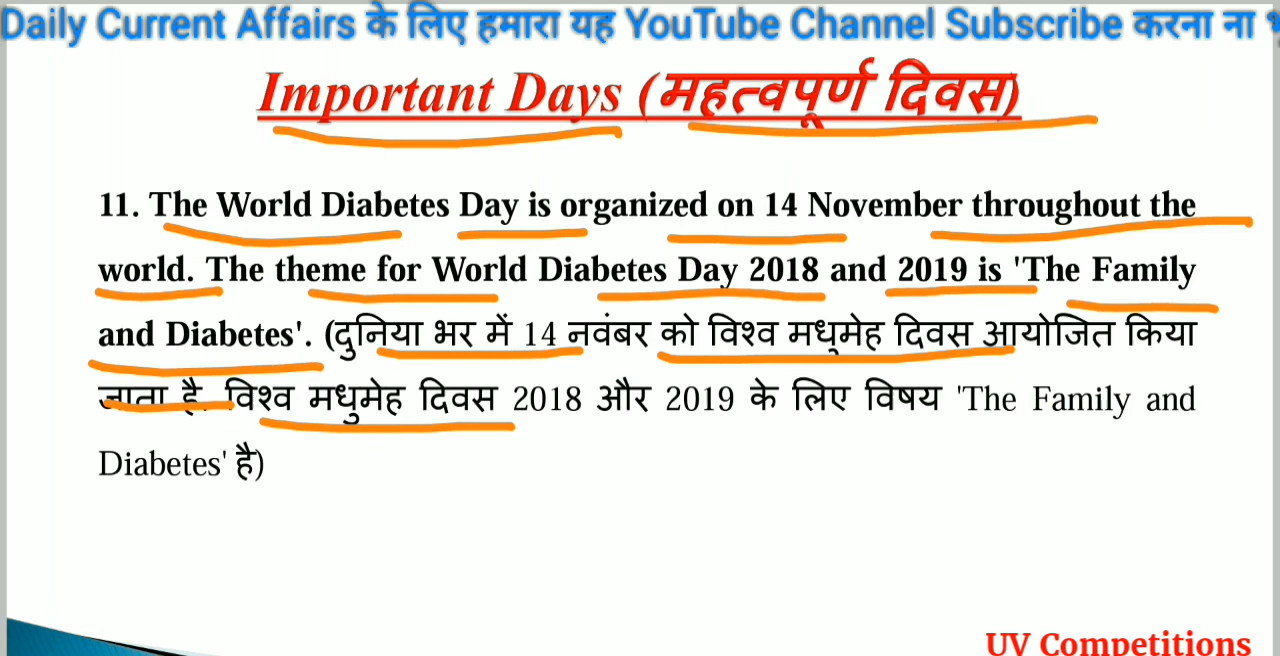 Daily Current Affairs के लिए हमारा यह YouTube Channel Subscribe करना ना
Important Days (महत्वपूर्ण दिवस)
11. The World Diabetes Day is organized on 14 November throughout the
world. The theme for World Diabetes Day 2018 and 2019 is 'The Family
and Diabetes'. (दुनिया भर में 14 नवंबर को विश्व मधुमेह दिवस आयोजित किया
जाता है. विश्व मधुमेह दिवस 2018 और 2019 के लिए विषय 'The Family and
Diabetes' है)
UV Competitions